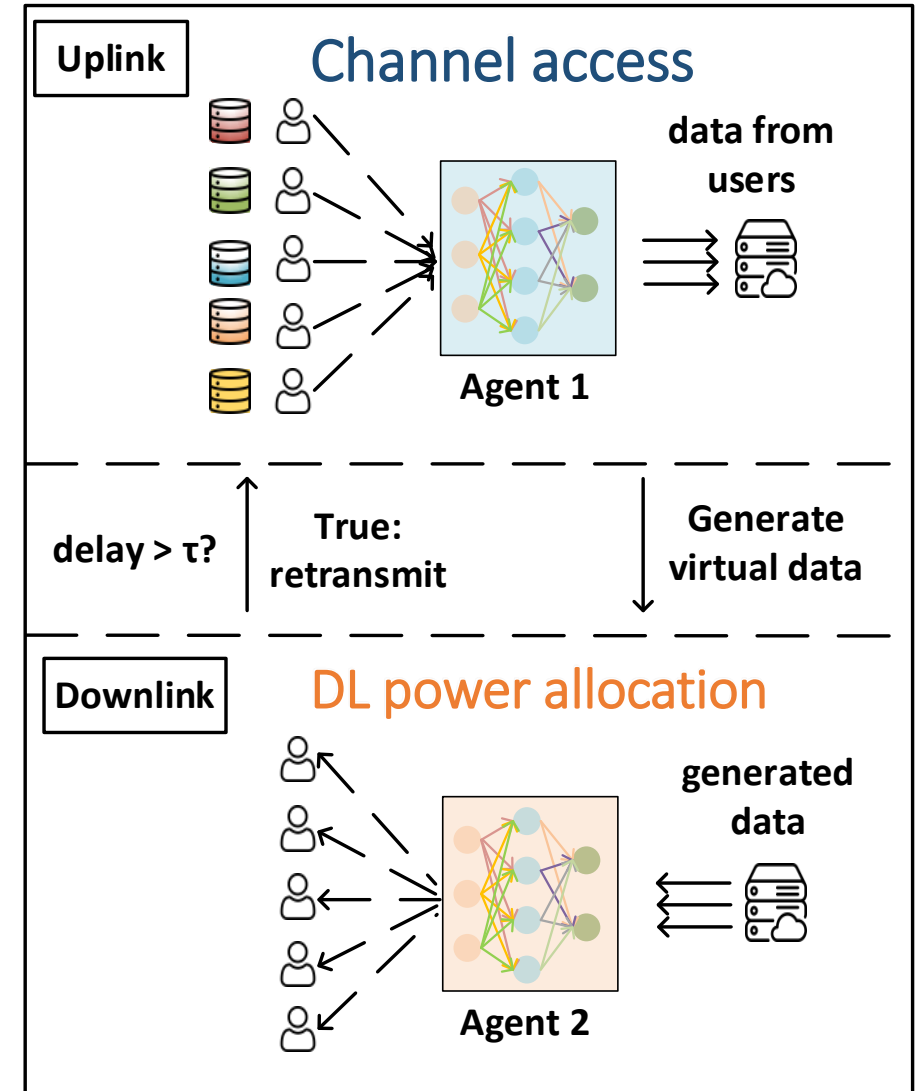 Uplink
Channel access
data from
users
Agent 1
delay > τ?
True:
retransmit
Generate
virtual data
Downlink
DL power allocation
generated
data
Agent 2